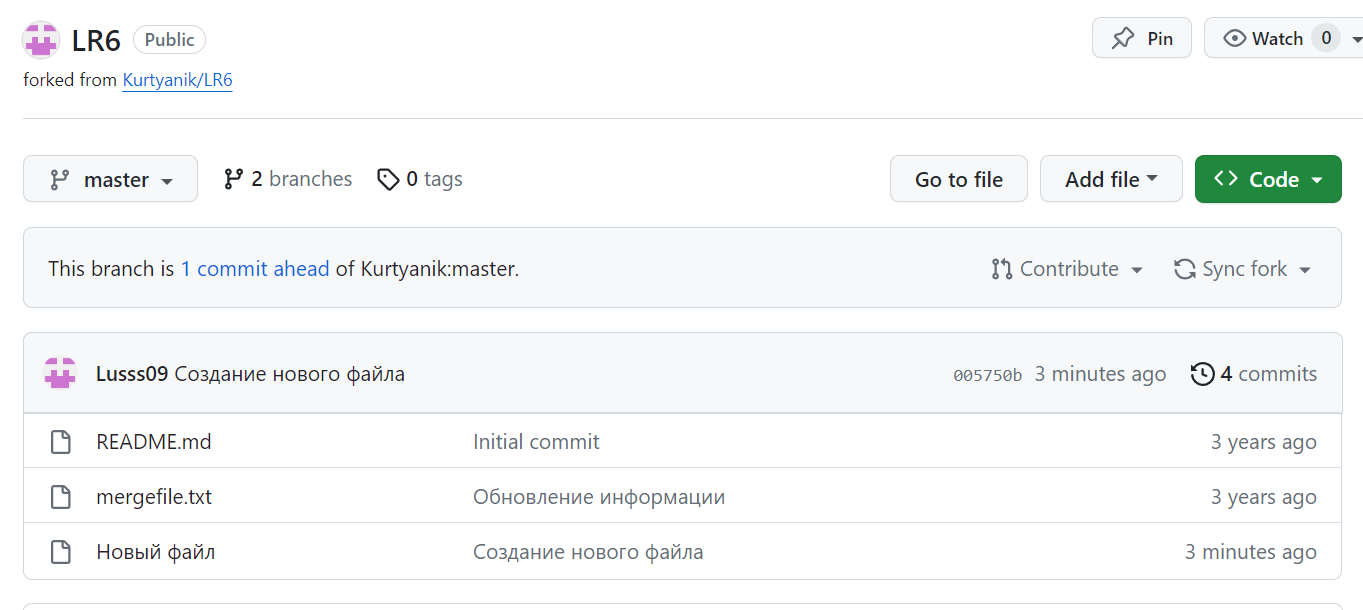 LR6 Public Pin Watch 0
forked from Kurtyanik/LR6
master 2 branches 0 tags Go to file Add file Code
This branch is 1 commit ahead of Kurtyanik:master. Contribute Sync fork
Lusss09 Создание нового файла 005750b 3 minutes ago 4 commits
README.md Initial commit 3 years ago
mergefile.txt Обновление информации 3 years ago
Новый файл Создание нового файла 3 minutes ago